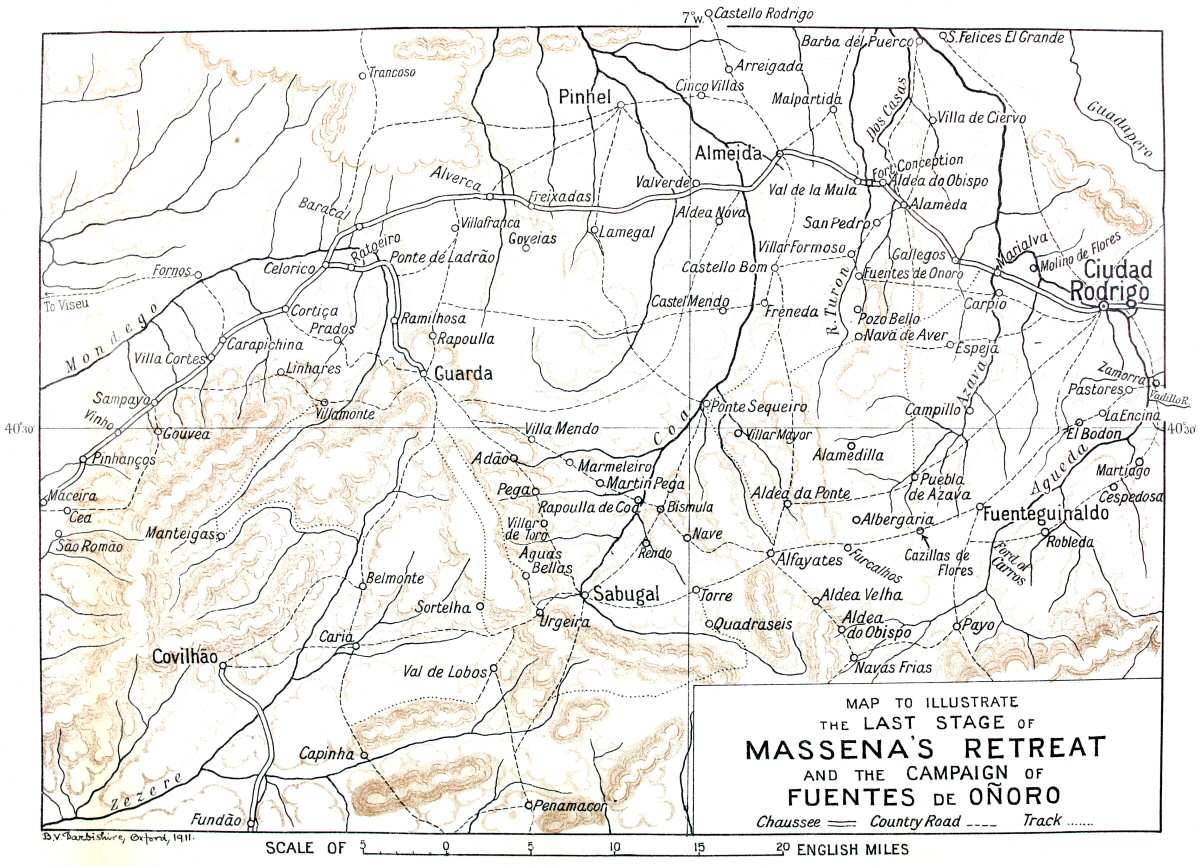 7°W.
Castello Rodrigo
Barba del Puerco
S. Felices El Grande
Trancoso
Arreigada
Cinco Villas
Pinhel
Malpartida
Dos Casas
Guadapero
Villa de Ciervo
Almeida
Fort Conception
Alverca
Freixadas
Valverde
Val de la Mula
Aldea do Obispo
Baracal
Villafranca
Goveias
Lamegal
Aldea Nova
San Pedro
Alameda
Ratoeiro
Villar Formoso
Gallegos
Marialva
Molino de Flores
Celorico
Ponte de Ladrão
Fornos
Castello Bom
Fuentes de Onoro
Ciudad
Rodrigo
To Viseu
Mondego
Cortiça
Castel Mendo
Freneda
R. Turon
Carpio
Prados
Ramilhosa
Pozo Bello
Carapichina
Rapoulla
Nava de Aver
Espeja
Villa Cortes
Linhares
Guarda
Zamorra
Azava
Pastores
Vadillo R.
Sampayo
Villamonte
Ponte Sequeiro
Campillo
La Encina
Vinho
40°30'
Gouvea
Villa Mendo
Coa
Villar Mayor
El Bodon
40°30'
Pinhanços
Adão
Marmeleiro
Alamedilla
Agueda
Martiago
Maceira
Pega
Martin Pega
Aldea da Ponte
Puebla
de Azava
Cespedosa
Cea
Rapoulla de Coa
Bismula
Fuenteguinaldo
São Romão
Manteigas
Villar
de Toro
Nave
Albergaria
Robleda
Aguas
Bellas
Rendo
Alfayates
Furcalhos
Cazillas de
Flores
Ford of
Carros
Belmonte
Sortelha
Sabugal
Torre
Aldea Velha
Urgeira
Quadraseis
Aldea
do Obispo
Payo
Caria
Covilhão
Val de Lobos
Navas Frias
Capinha
Zezere
Penamacor
Fundão
MAP TO ILLUSTRATE
THE LAST STAGE OF
MASSENA'S RETREAT
AND THE CAMPAIGN OF
FUENTES DE OÑORO
Chaussee Country Road Track
B.V. Darbishire, Oxford, 1911.
SCALE OF 5 0 5 10 15 20 ENGLISH MILES